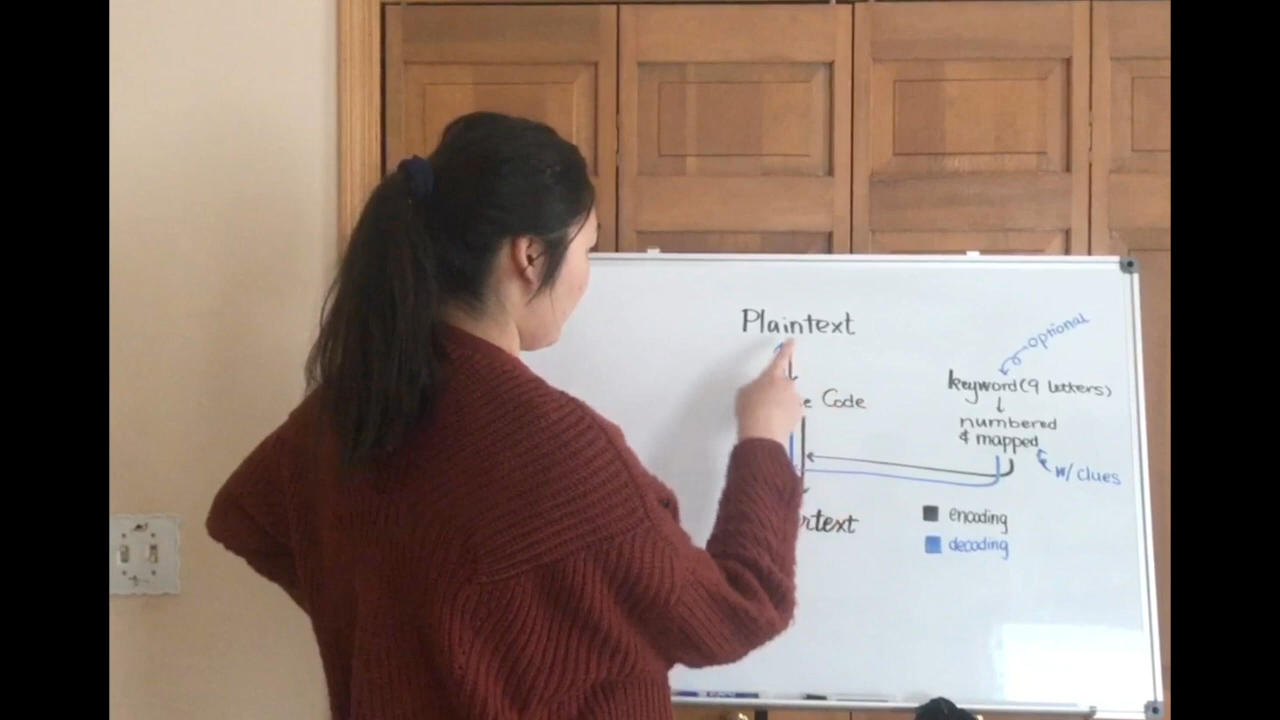 Plaintext
optional
keyword (9 letters)
Code
numbered
& mapped
w/ clues
encoding
decoding